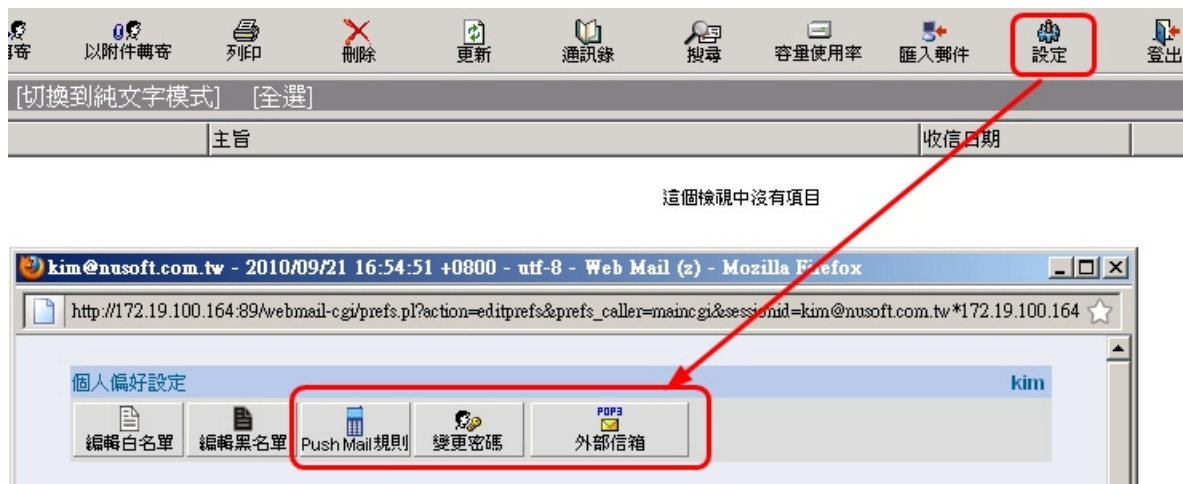 寄 以附件轉寄 列印 刪除 更新 通訊錄 搜尋 容量使用率 匯入郵件 設定 登出
[切換到純文字模式] [全選]
主旨 收信日期
這個檢視中沒有項目
kim@nusoft.com.tw - 2010/09/21 16:54:51 +0800 - utf-8 - Web Mail (z) - Mozilla Firefox
http://172.19.100.164:89/webmail-cgi/prefs.pl?action=editprefs&prefs_caller=maincgi&sessionid=kim@nusoft.com.tw*172.19.100.164
個人偏好設定 kim
POP3
編輯白名單 編輯黑名單 Push Mail規則 變更密碼 外部信箱